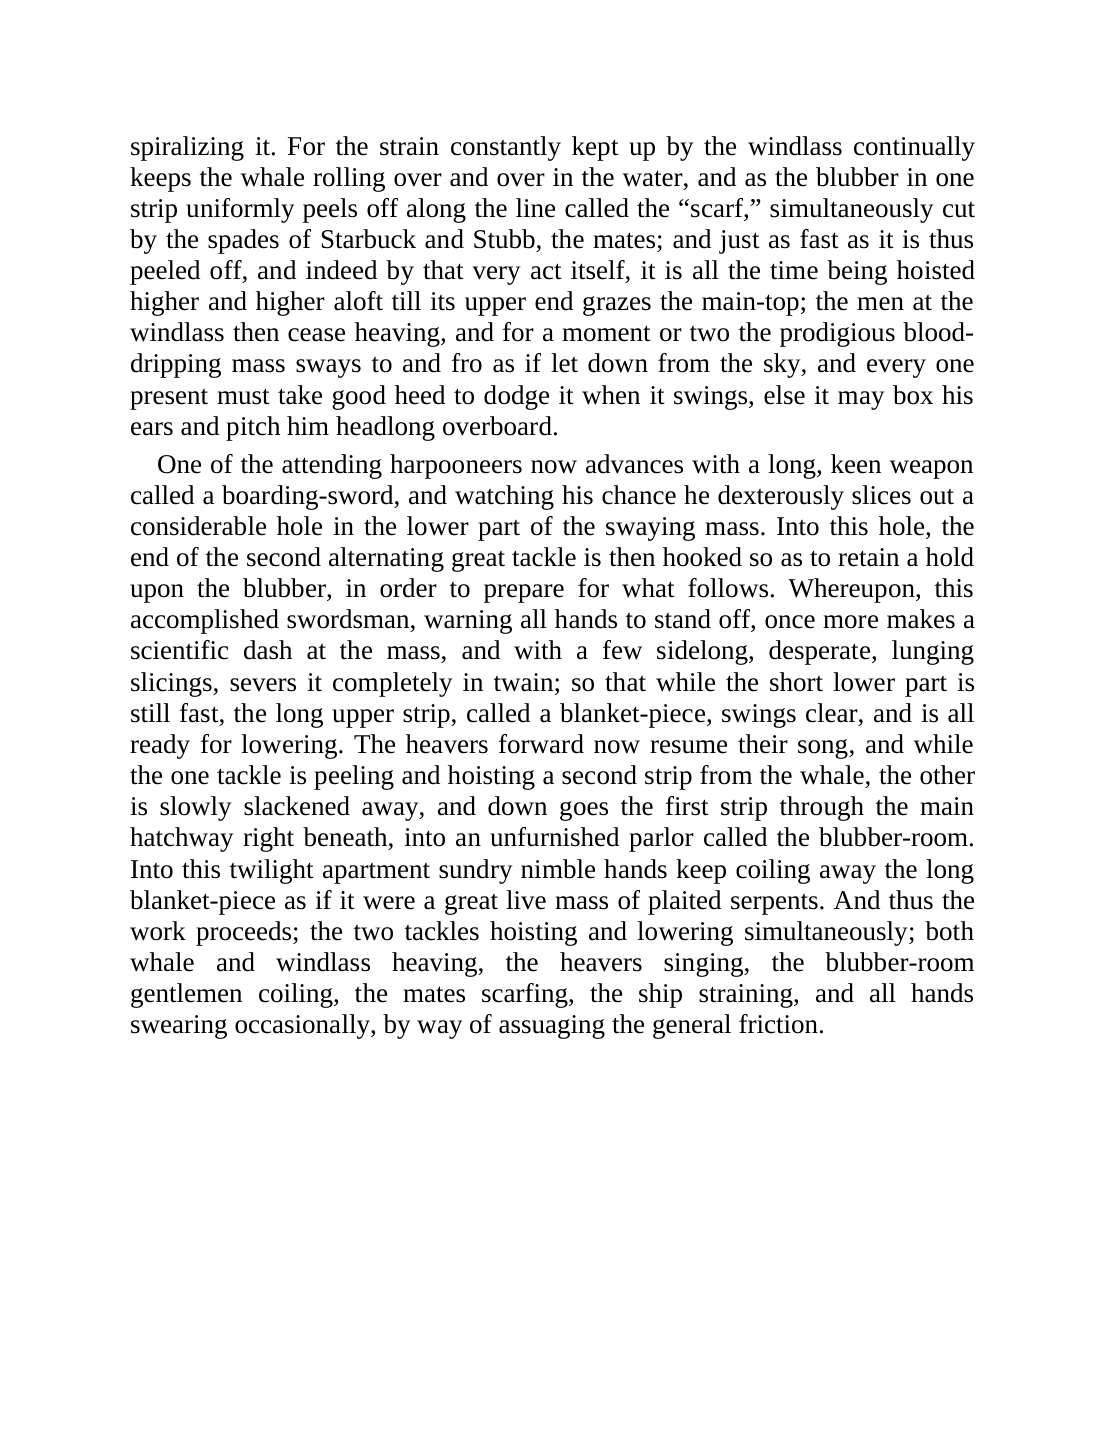 spiralizing it. For the strain constantly kept up by the windlass continually
keeps the whale rolling over and over in the water, and as the blubber in one
strip uniformly peels off along the line called the “scarf,” simultaneously cut
by the spades of Starbuck and Stubb, the mates; and just as fast as it is thus
peeled off, and indeed by that very act itself, it is all the time being hoisted
higher and higher aloft till its upper end grazes the main-top; the men at the
windlass then cease heaving, and for a moment or two the prodigious blood-
dripping mass sways to and fro as if let down from the sky, and every one
present must take good heed to dodge it when it swings, else it may box his
ears and pitch him headlong overboard.
One of the attending harpooneers now advances with a long, keen weapon
called a boarding-sword, and watching his chance he dexterously slices out a
considerable hole in the lower part of the swaying mass. Into this hole, the
end of the second alternating great tackle is then hooked so as to retain a hold
upon the blubber, in order to prepare for what follows. Whereupon, this
accomplished swordsman, warning all hands to stand off, once more makes a
scientific dash at the mass, and with a few sidelong, desperate, lunging
slicings, severs it completely in twain; so that while the short lower part is
still fast, the long upper strip, called a blanket-piece, swings clear, and is all
ready for lowering. The heavers forward now resume their song, and while
the one tackle is peeling and hoisting a second strip from the whale, the other
is slowly slackened away, and down goes the first strip through the main
hatchway right beneath, into an unfurnished parlor called the blubber-room.
Into this twilight apartment sundry nimble hands keep coiling away the long
blanket-piece as if it were a great live mass of plaited serpents. And thus the
work proceeds; the two tackles hoisting and lowering simultaneously; both
whale and windlass heaving, the heavers singing, the blubber-room
gentlemen coiling, the mates scarfing, the ship straining, and all hands
swearing occasionally, by way of assuaging the general friction.